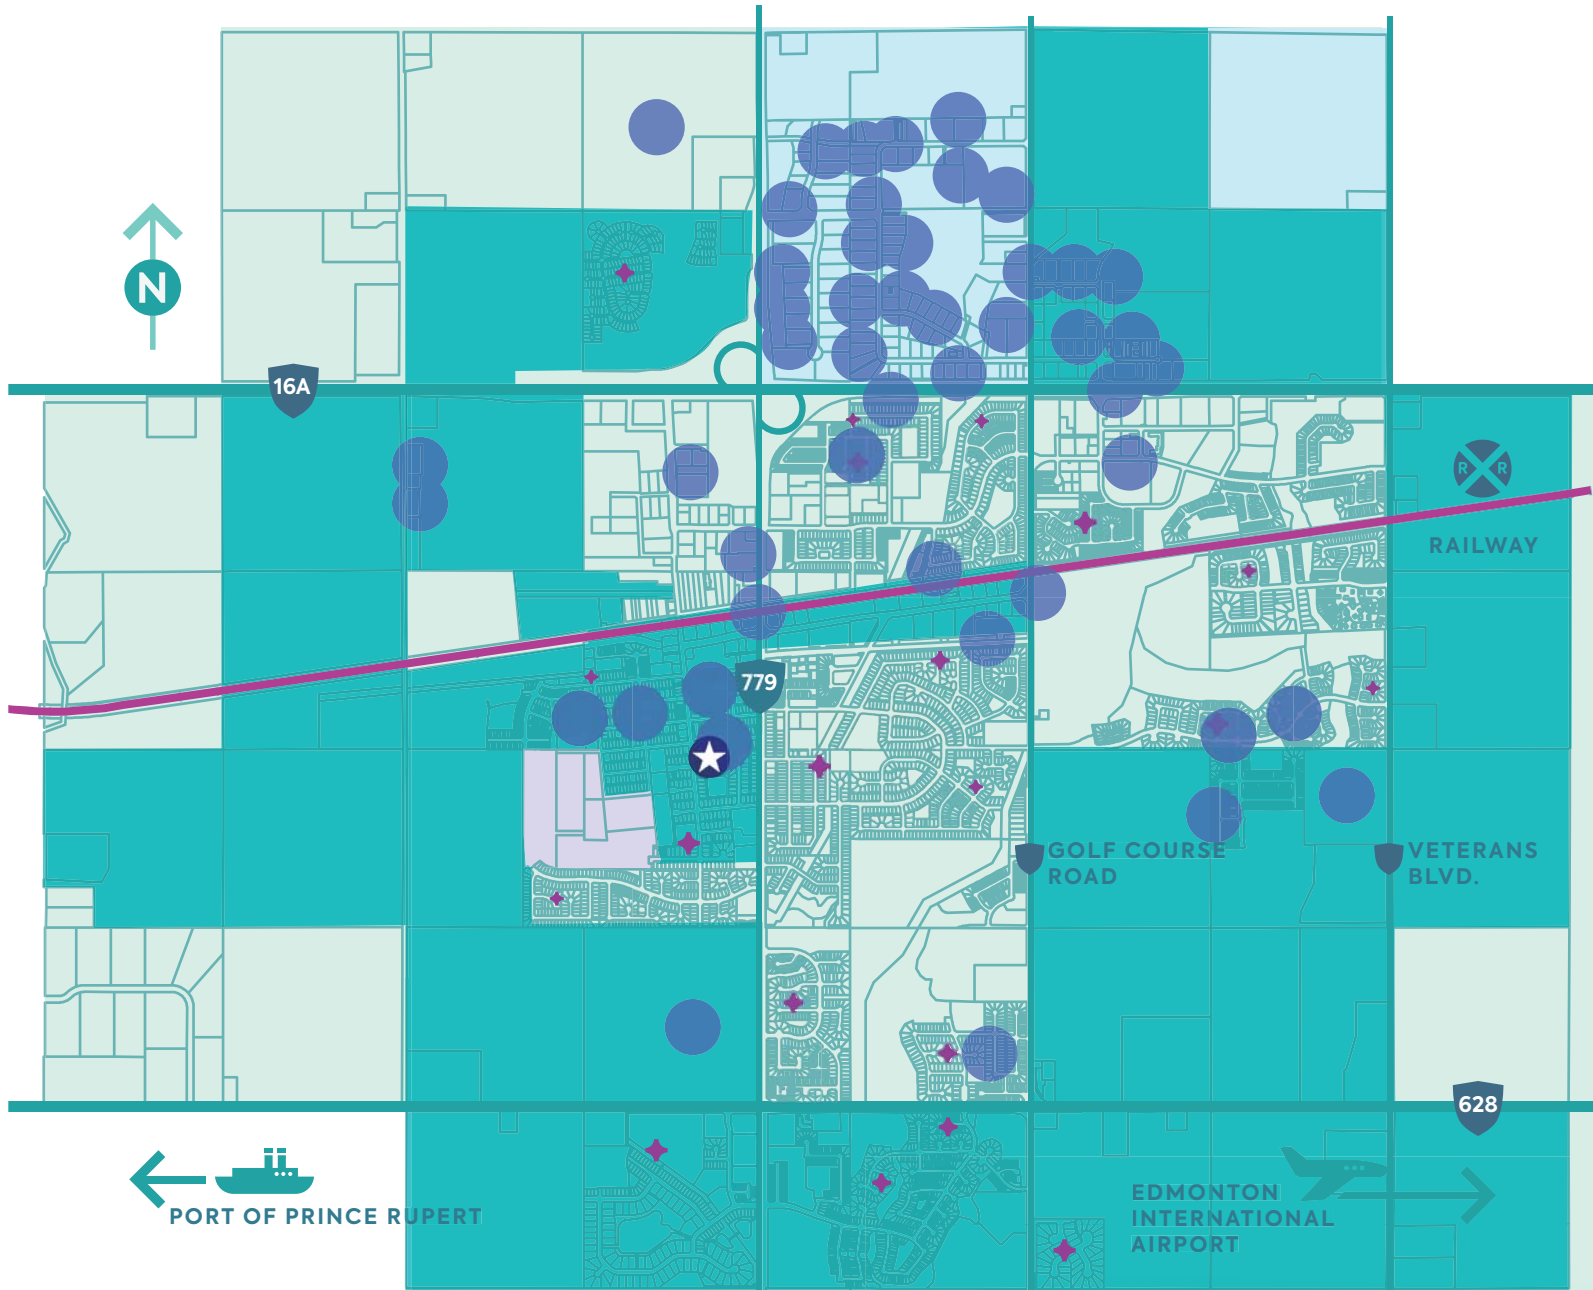 N
16A
R R
RAILWAY
779
GOLF COURSE
ROAD
VETERANS
BLVD.
628
PORT OF PRINCE RUPERT
EDMONTON
INTERNATIONAL
AIRPORT